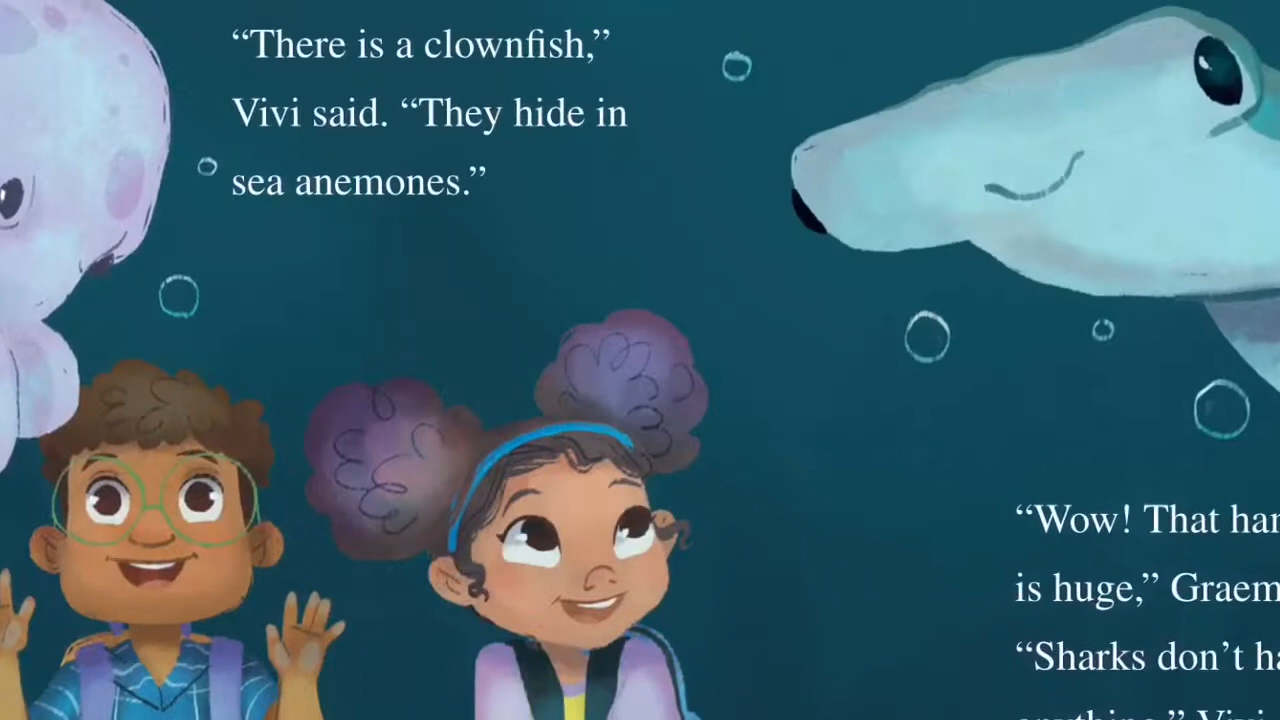 “There is a clownfish,”
Vivi said. “They hide in
sea anemones.”
“Wow! That
is huge,”
“Sharks don’t